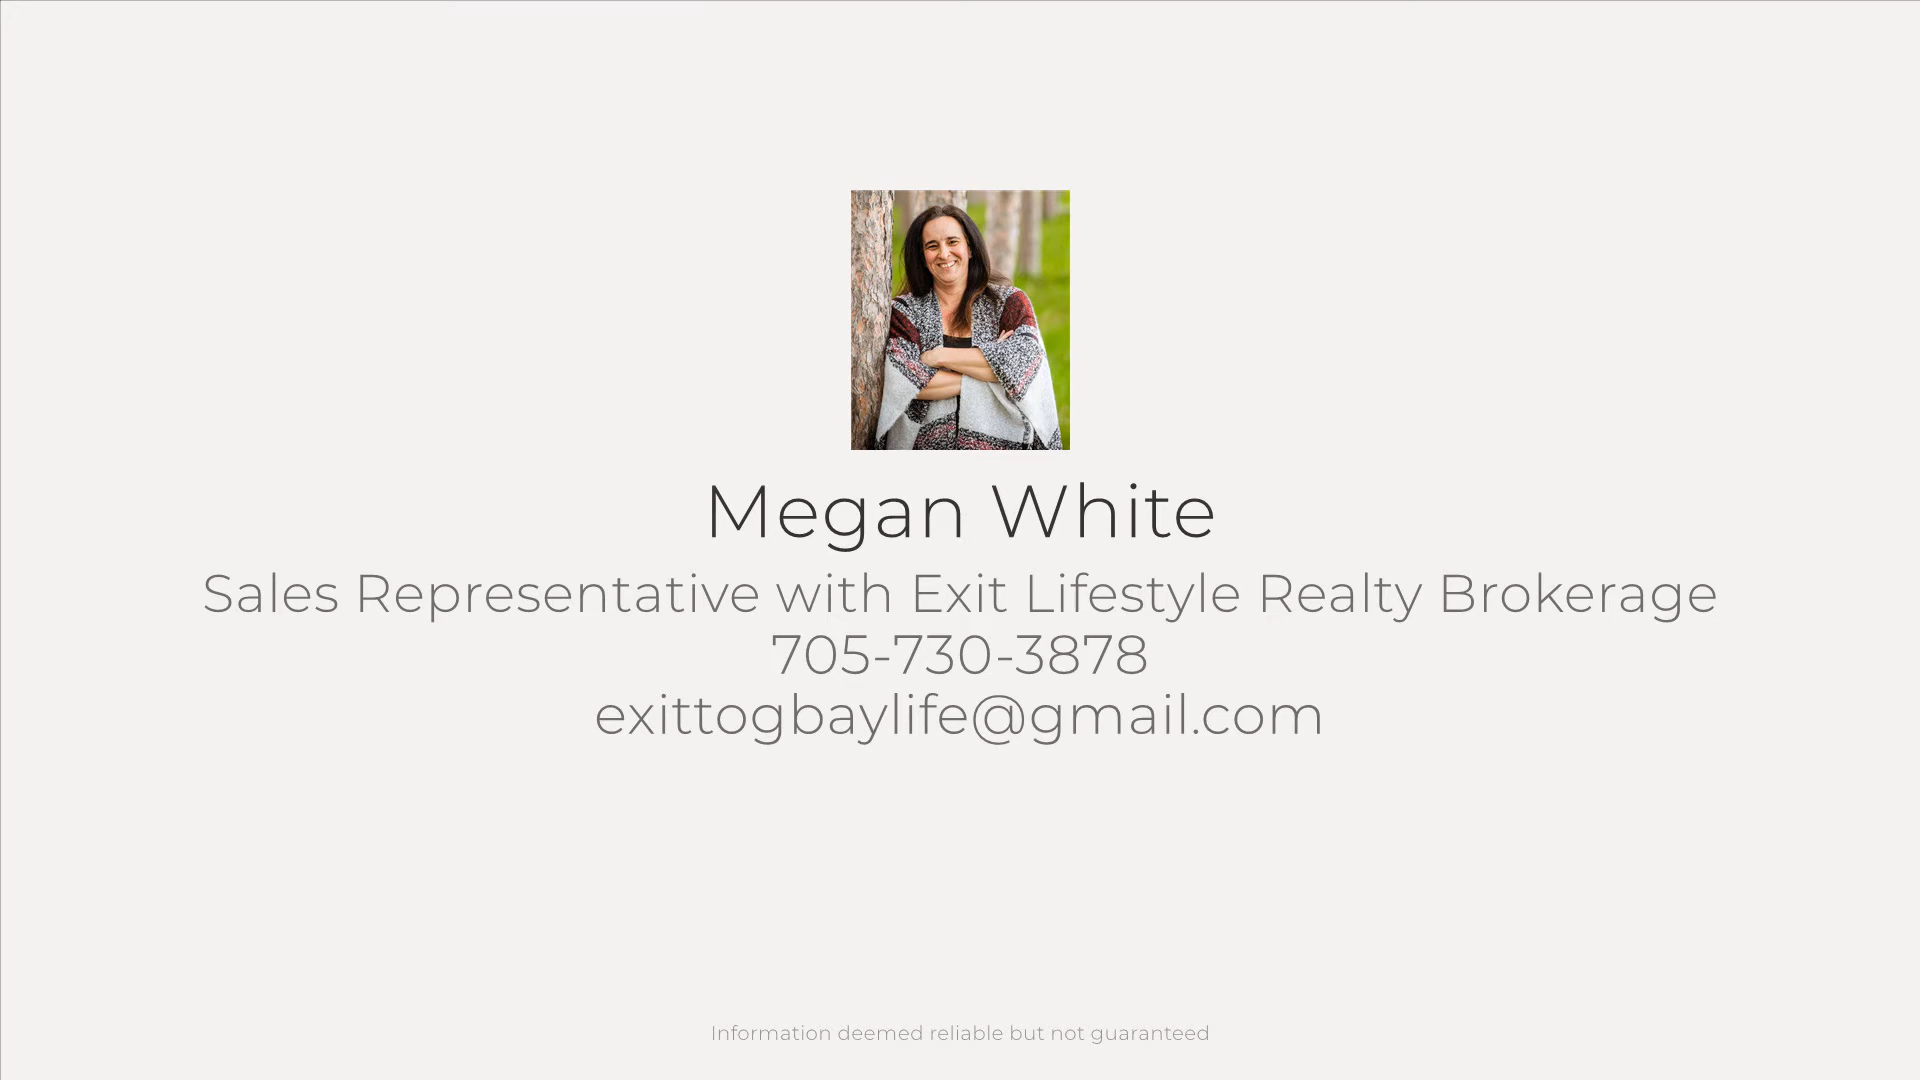 Megan White
Sales Representative with Exit Lifestyle Realty Brokerage
705-730-3878
exittogbaylife@gmail.com
Information deemed reliable but not guaranteed